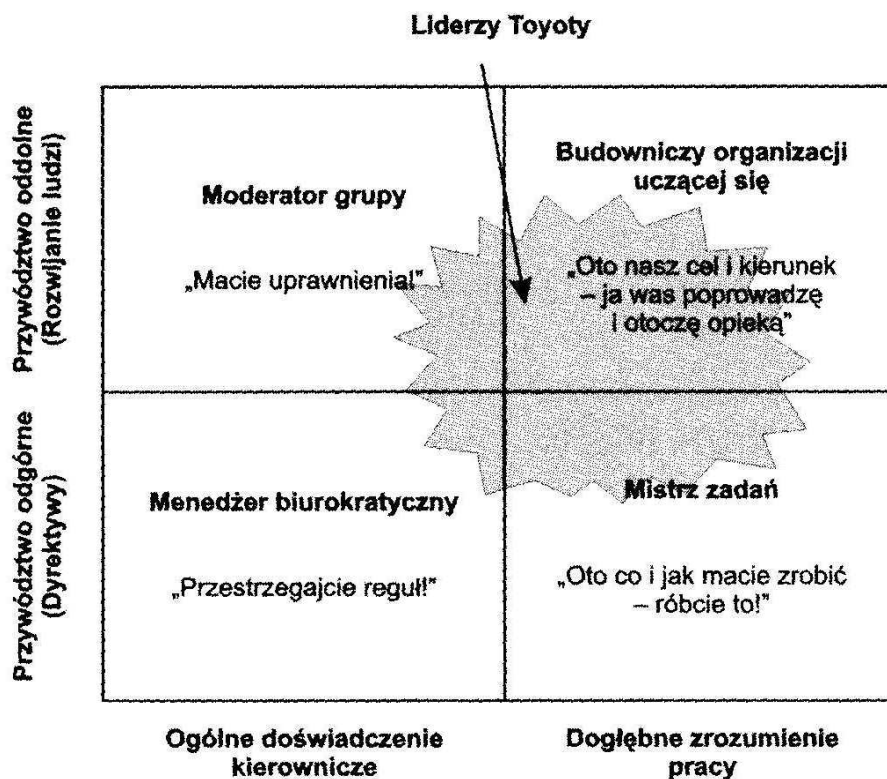 Liderzy Toyoty
Przywództwo oddolne
(Rozwijanie ludzi)
Moderator grupy
„Macie uprawnienia!”
Budowniczy organizacji
uczącej się
„Oto nasz cel i kierunek
– ja was poprowadzę
i otoczę opieką”
Przywództwo odgórne
(Dyrektywy)
Menedżer biurokratyczny
„Przestrzegajcie reguł!”
Mistrz zadań
„Oto co i jak macie zrobić
– róbcie to!”
Ogólne doświadczenie
kierownicze
Dogłębne zrozumienie
pracy